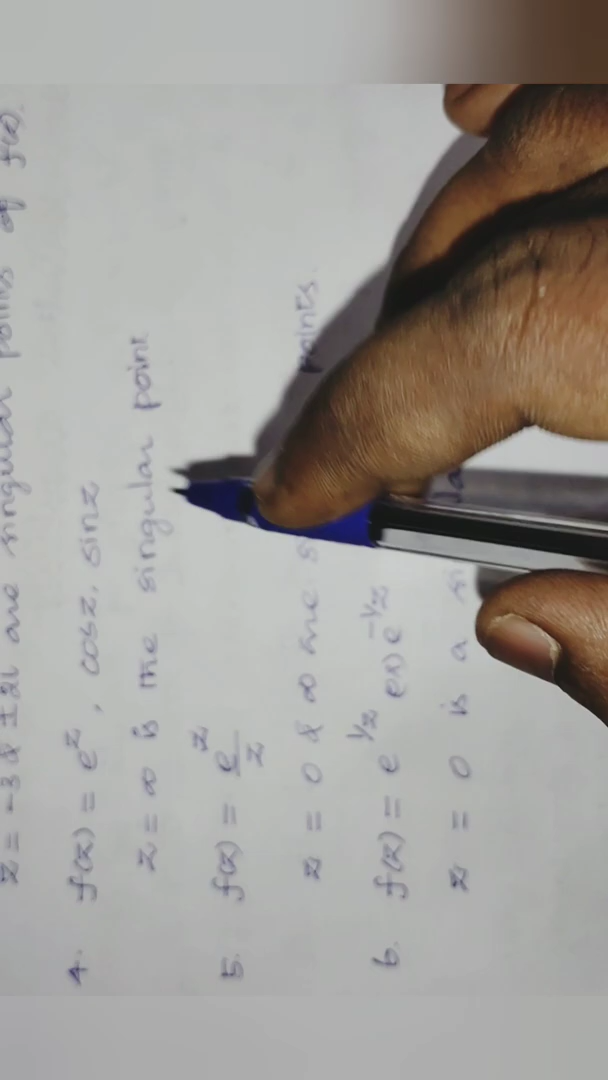 z = -3 & ± 2i are singular points of f(z).
4. f(z) = e^z, cosz, sinz
z = ∞ is the singular point
5. f(z) = e^z/z
z = 0 & ∞ are points.
6. f(z) = e^1/z (or) e^-1/z
z = 0 is a